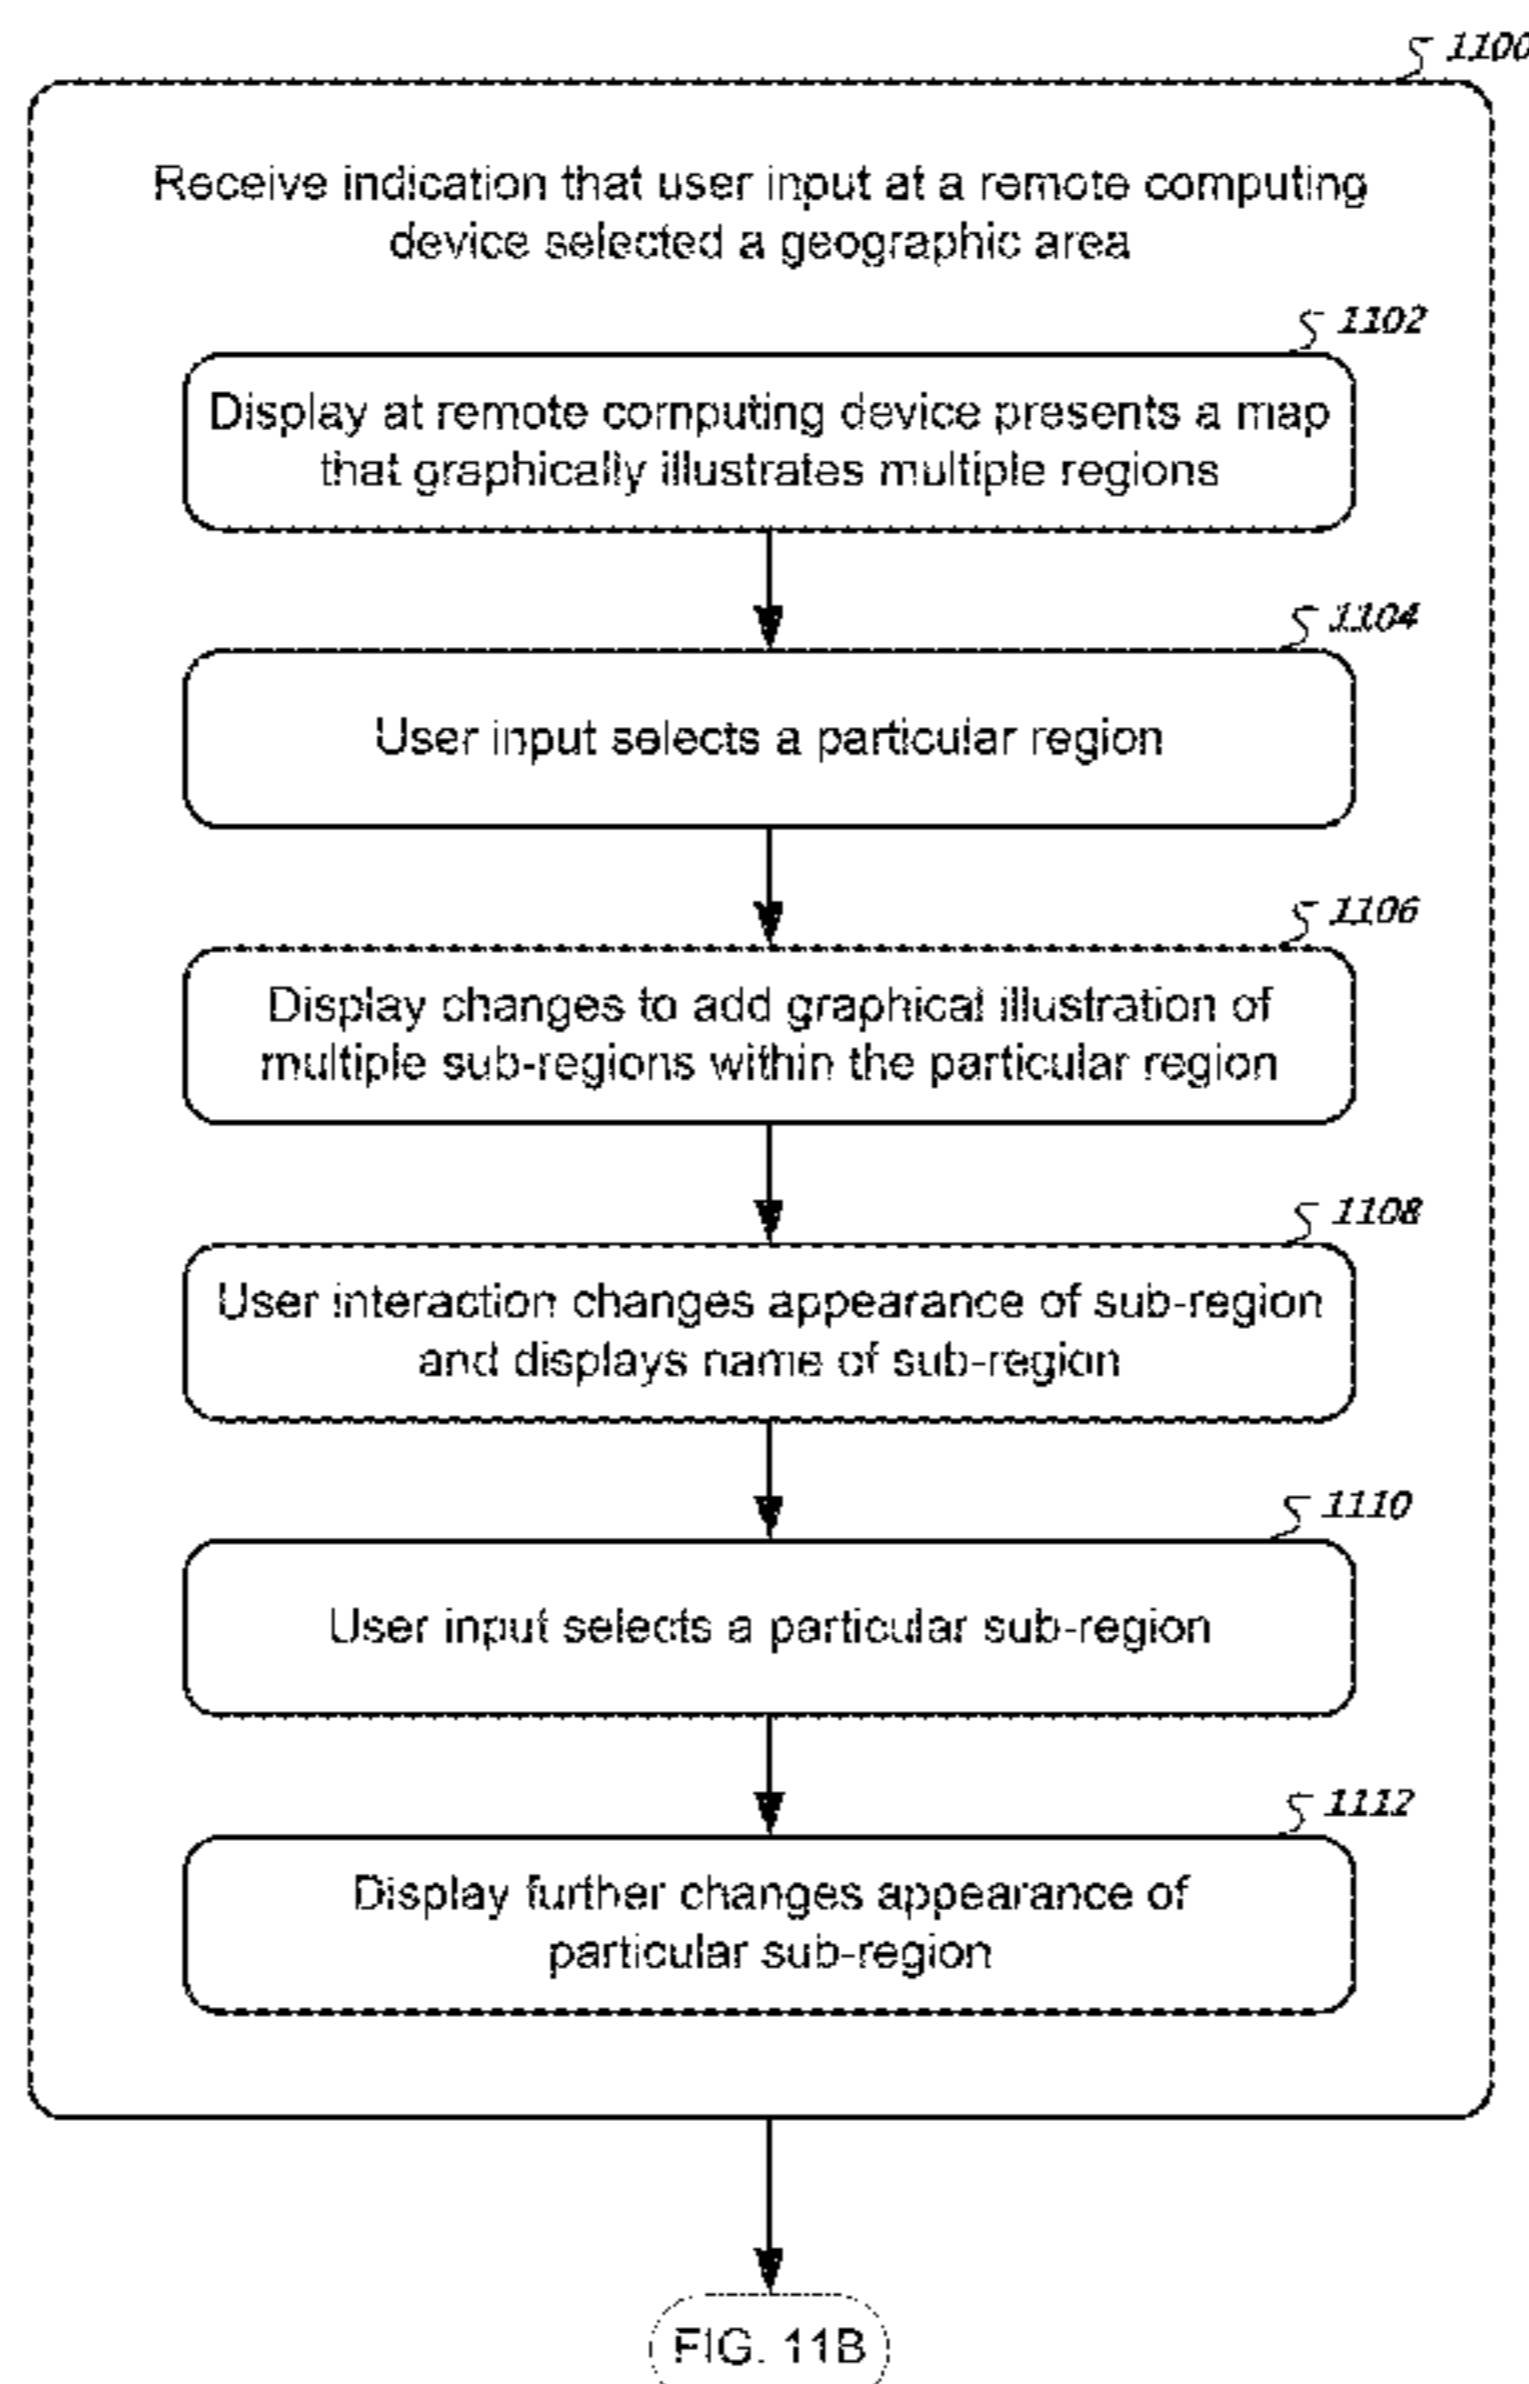 1100
Receive indication that user input at a remote computing
device selected a geographic area
1102
Display at remote computing device presents a map
that graphically illustrates multiple regions
1104
User input selects a particular region
1106
Display changes to add graphical illustration of
multiple sub-regions within the particular region
1108
User interaction changes appearance of sub-region
and displays name of sub-region
1110
User input selects a particular sub-region
1112
Display further changes appearance of
particular sub-region
FIG. 11B